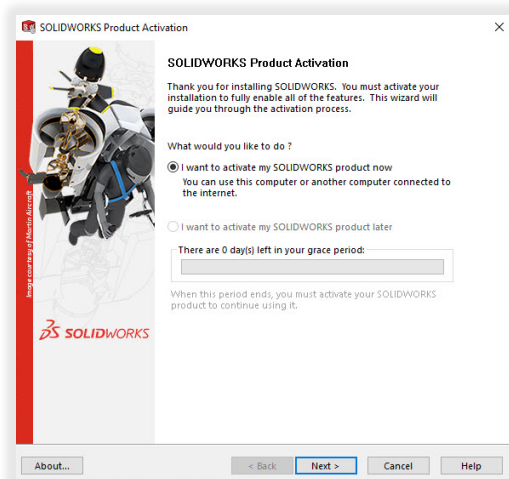 SOLIDWORKS Product Activation
SOLIDWORKS Product Activation
Thank you for installing SOLIDWORKS. You must activate your
installation to fully enable all of the features. This wizard will
guide you through the activation process.
What would you like to do ?
I want to activate my SOLIDWORKS product now
You can use this computer or another computer connected to
the internet.
I want to activate my SOLIDWORKS product later
There are 0 day(s) left in your grace period:
When this period ends, you must activate your SOLIDWORKS
product to continue using it.
Image courtesy of Martin Aircraft
SOLIDWORKS
About...
< Back
Next >
Cancel
Help